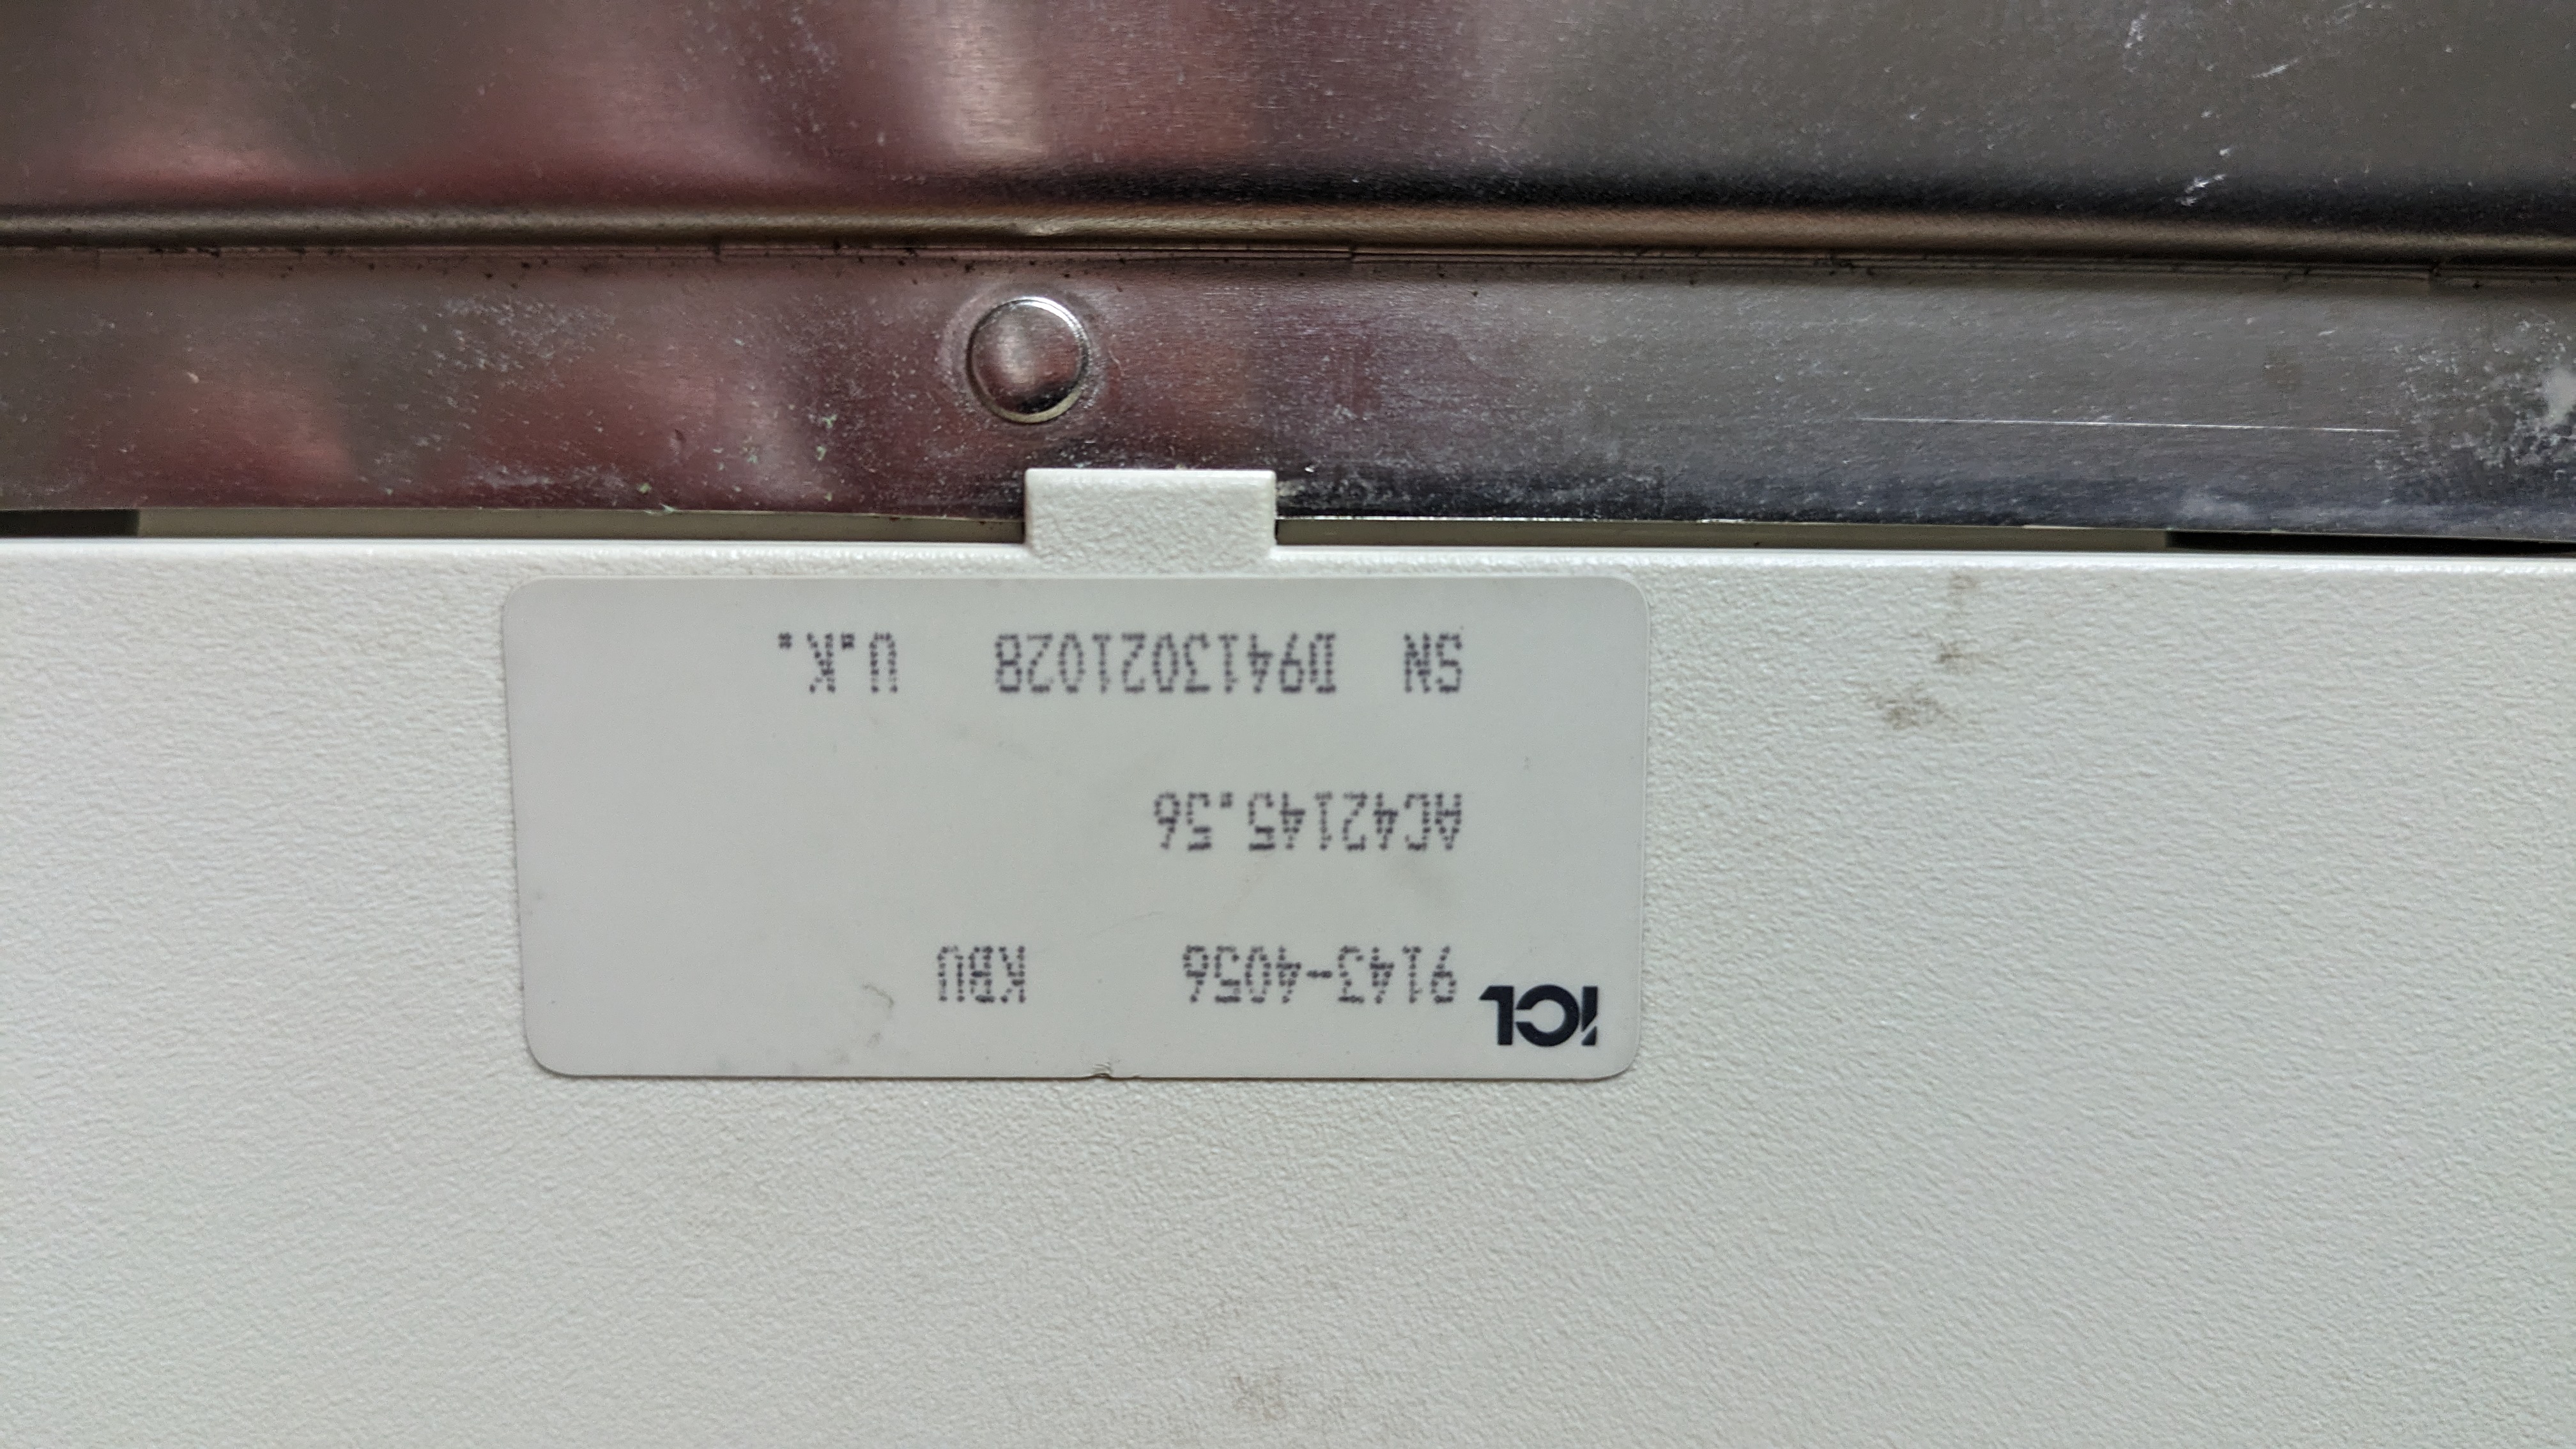 ICL 9143-4056 KBU
AC42145.56
SN D9413021028 U.K.